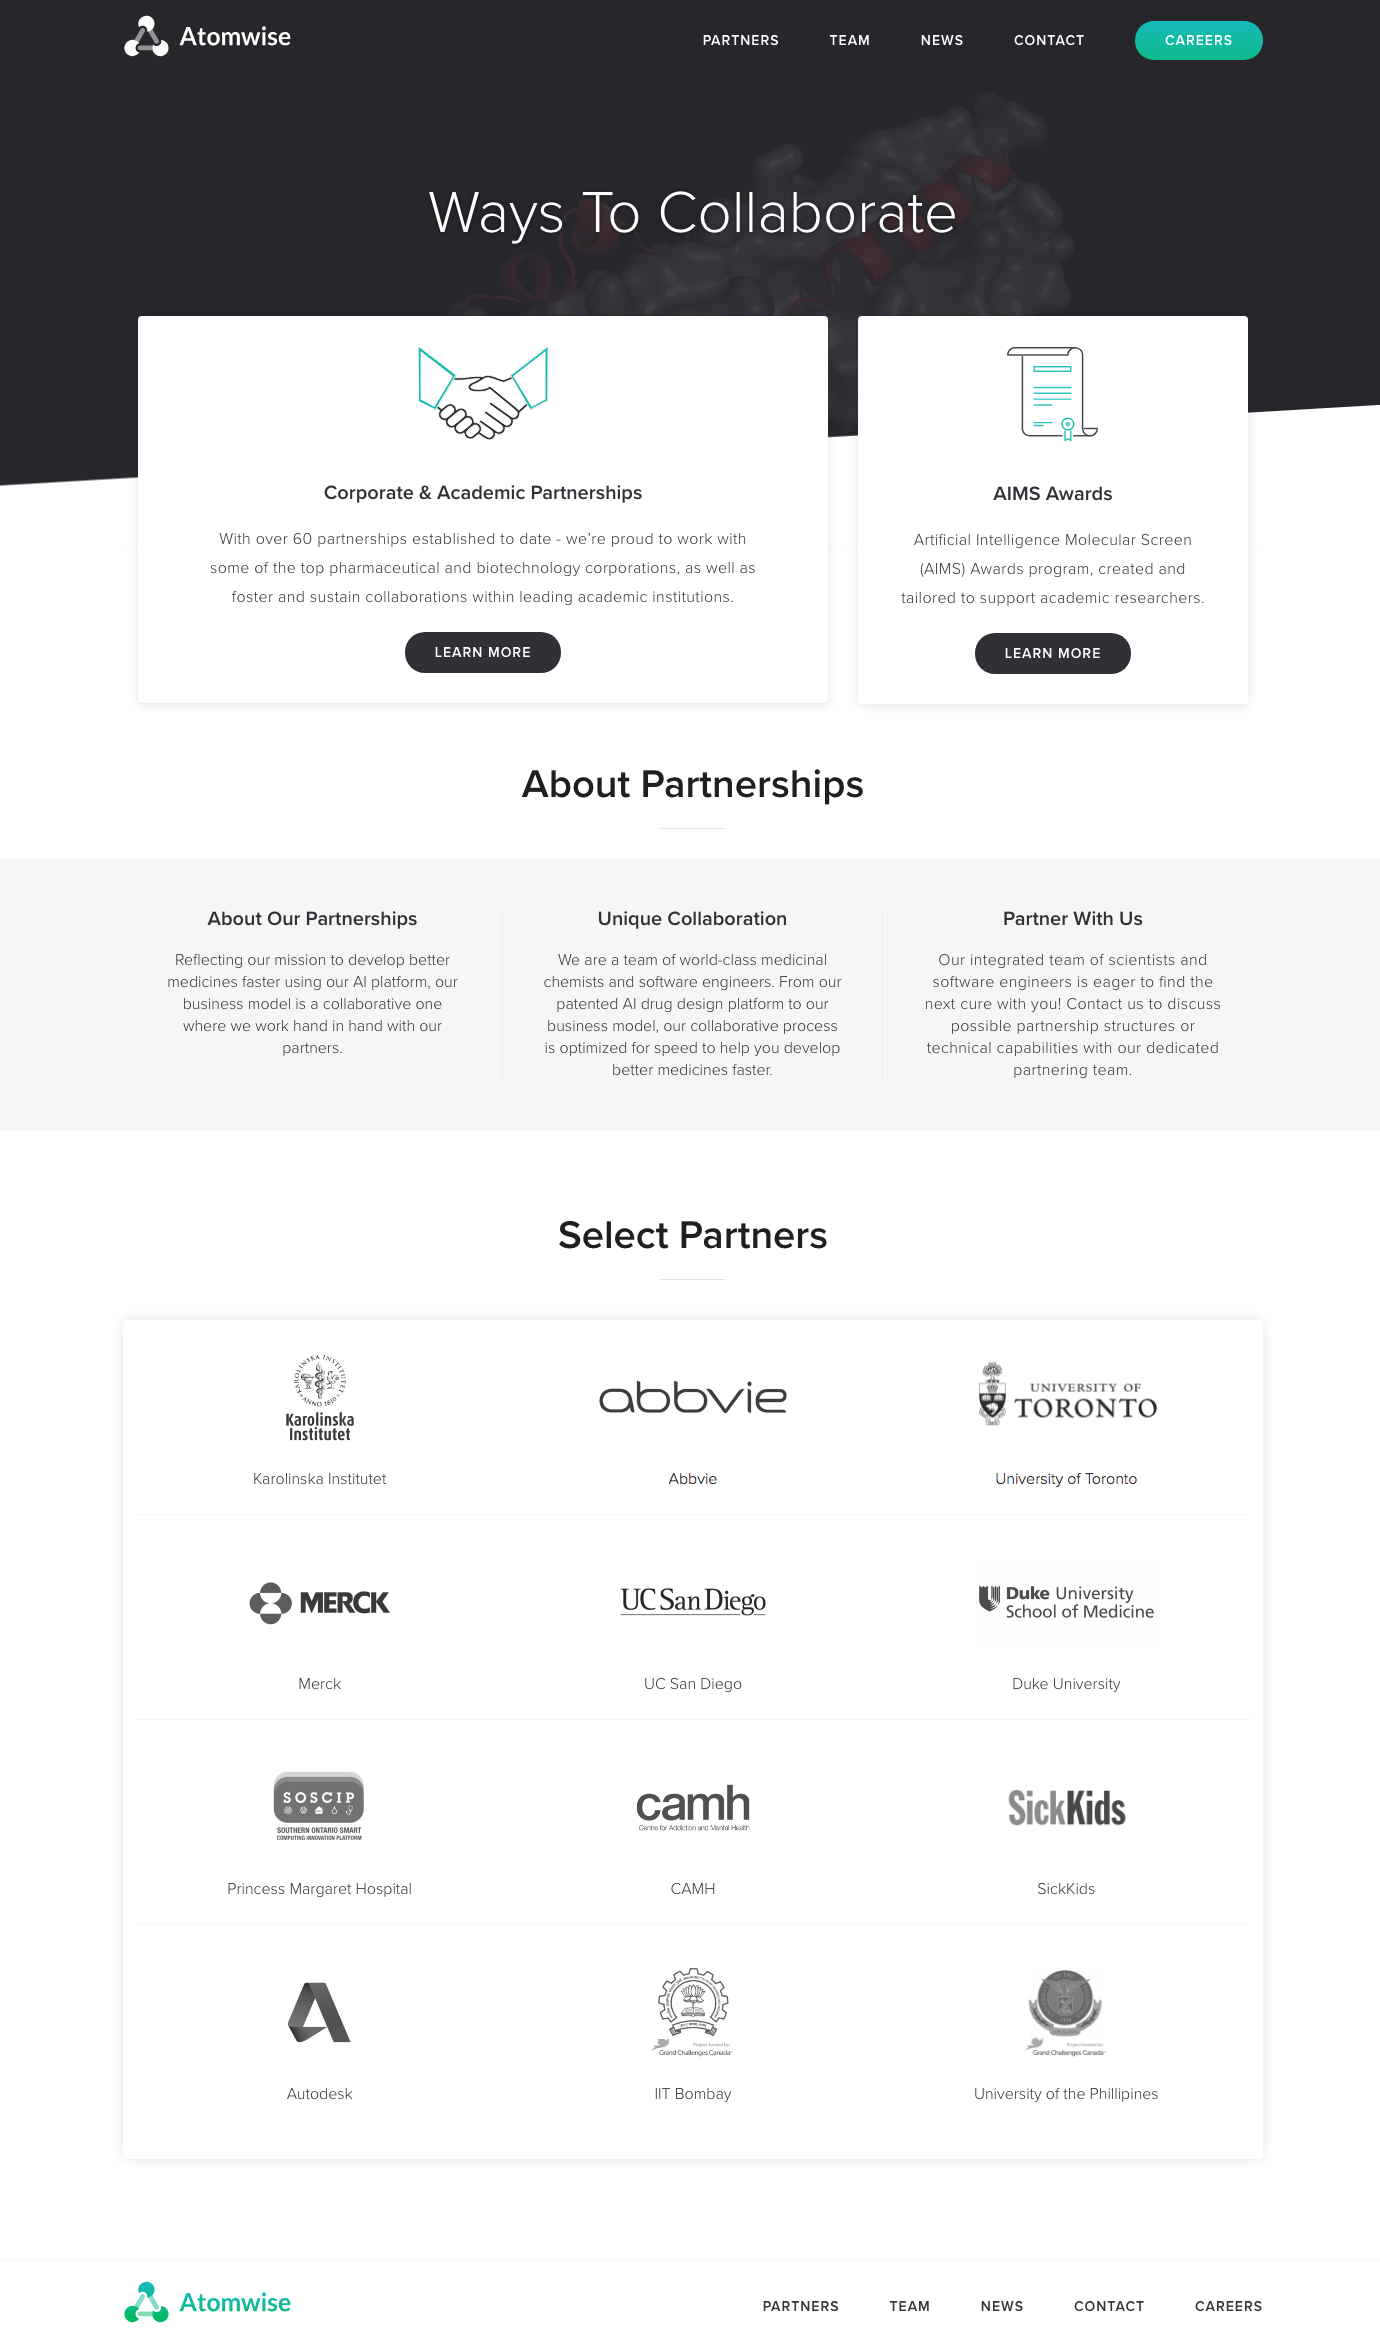 Atomwise
PARTNERS TEAM NEWS CONTACT CAREERS
Ways To Collaborate
Corporate & Academic Partnerships
With over 60 partnerships established to date - we’re proud to work with
some of the top pharmaceutical and biotechnology corporations, as well as
foster and sustain collaborations within leading academic institutions.
LEARN MORE
AIMS Awards
Artificial Intelligence Molecular Screen
(AIMS) Awards program, created and
tailored to support academic researchers.
LEARN MORE
About Partnerships
About Our Partnerships
Reflecting our mission to develop better
medicines faster using our AI platform, our
business model is a collaborative one
where we work hand in hand with our
partners.
Unique Collaboration
We are a team of world-class medicinal
chemists and software engineers. From our
patented AI drug design platform to our
business model, our collaborative process
is optimized for speed to help you develop
better medicines faster.
Partner With Us
Our integrated team of scientists and
software engineers is eager to find the
next cure with you! Contact us to discuss
possible partnership structures or
technical capabilities with our dedicated
partnering team.
Select Partners
KAROLINSKA INSTITUTET
ANNO 1810
Karolinska
Institutet
Karolinska Institutet
abbvie
Abbvie
UNIVERSITY OF
TORONTO
University of Toronto
MERCK
Merck
UC San Diego
UC San Diego
Duke University
School of Medicine
Duke University
SOSCIP
SOUTHERN ONTARIO SMART
COMPUTING INNOVATION PLATFORM
Princess Margaret Hospital
camh
Centre for Addiction and Mental Health
CAMH
SickKids
SickKids
Autodesk
Project funded by:
Grand Challenges Canada
IIT Bombay
Project funded by:
Grand Challenges Canada
University of the Phillipines
Atomwise
PARTNERS TEAM NEWS CONTACT CAREERS